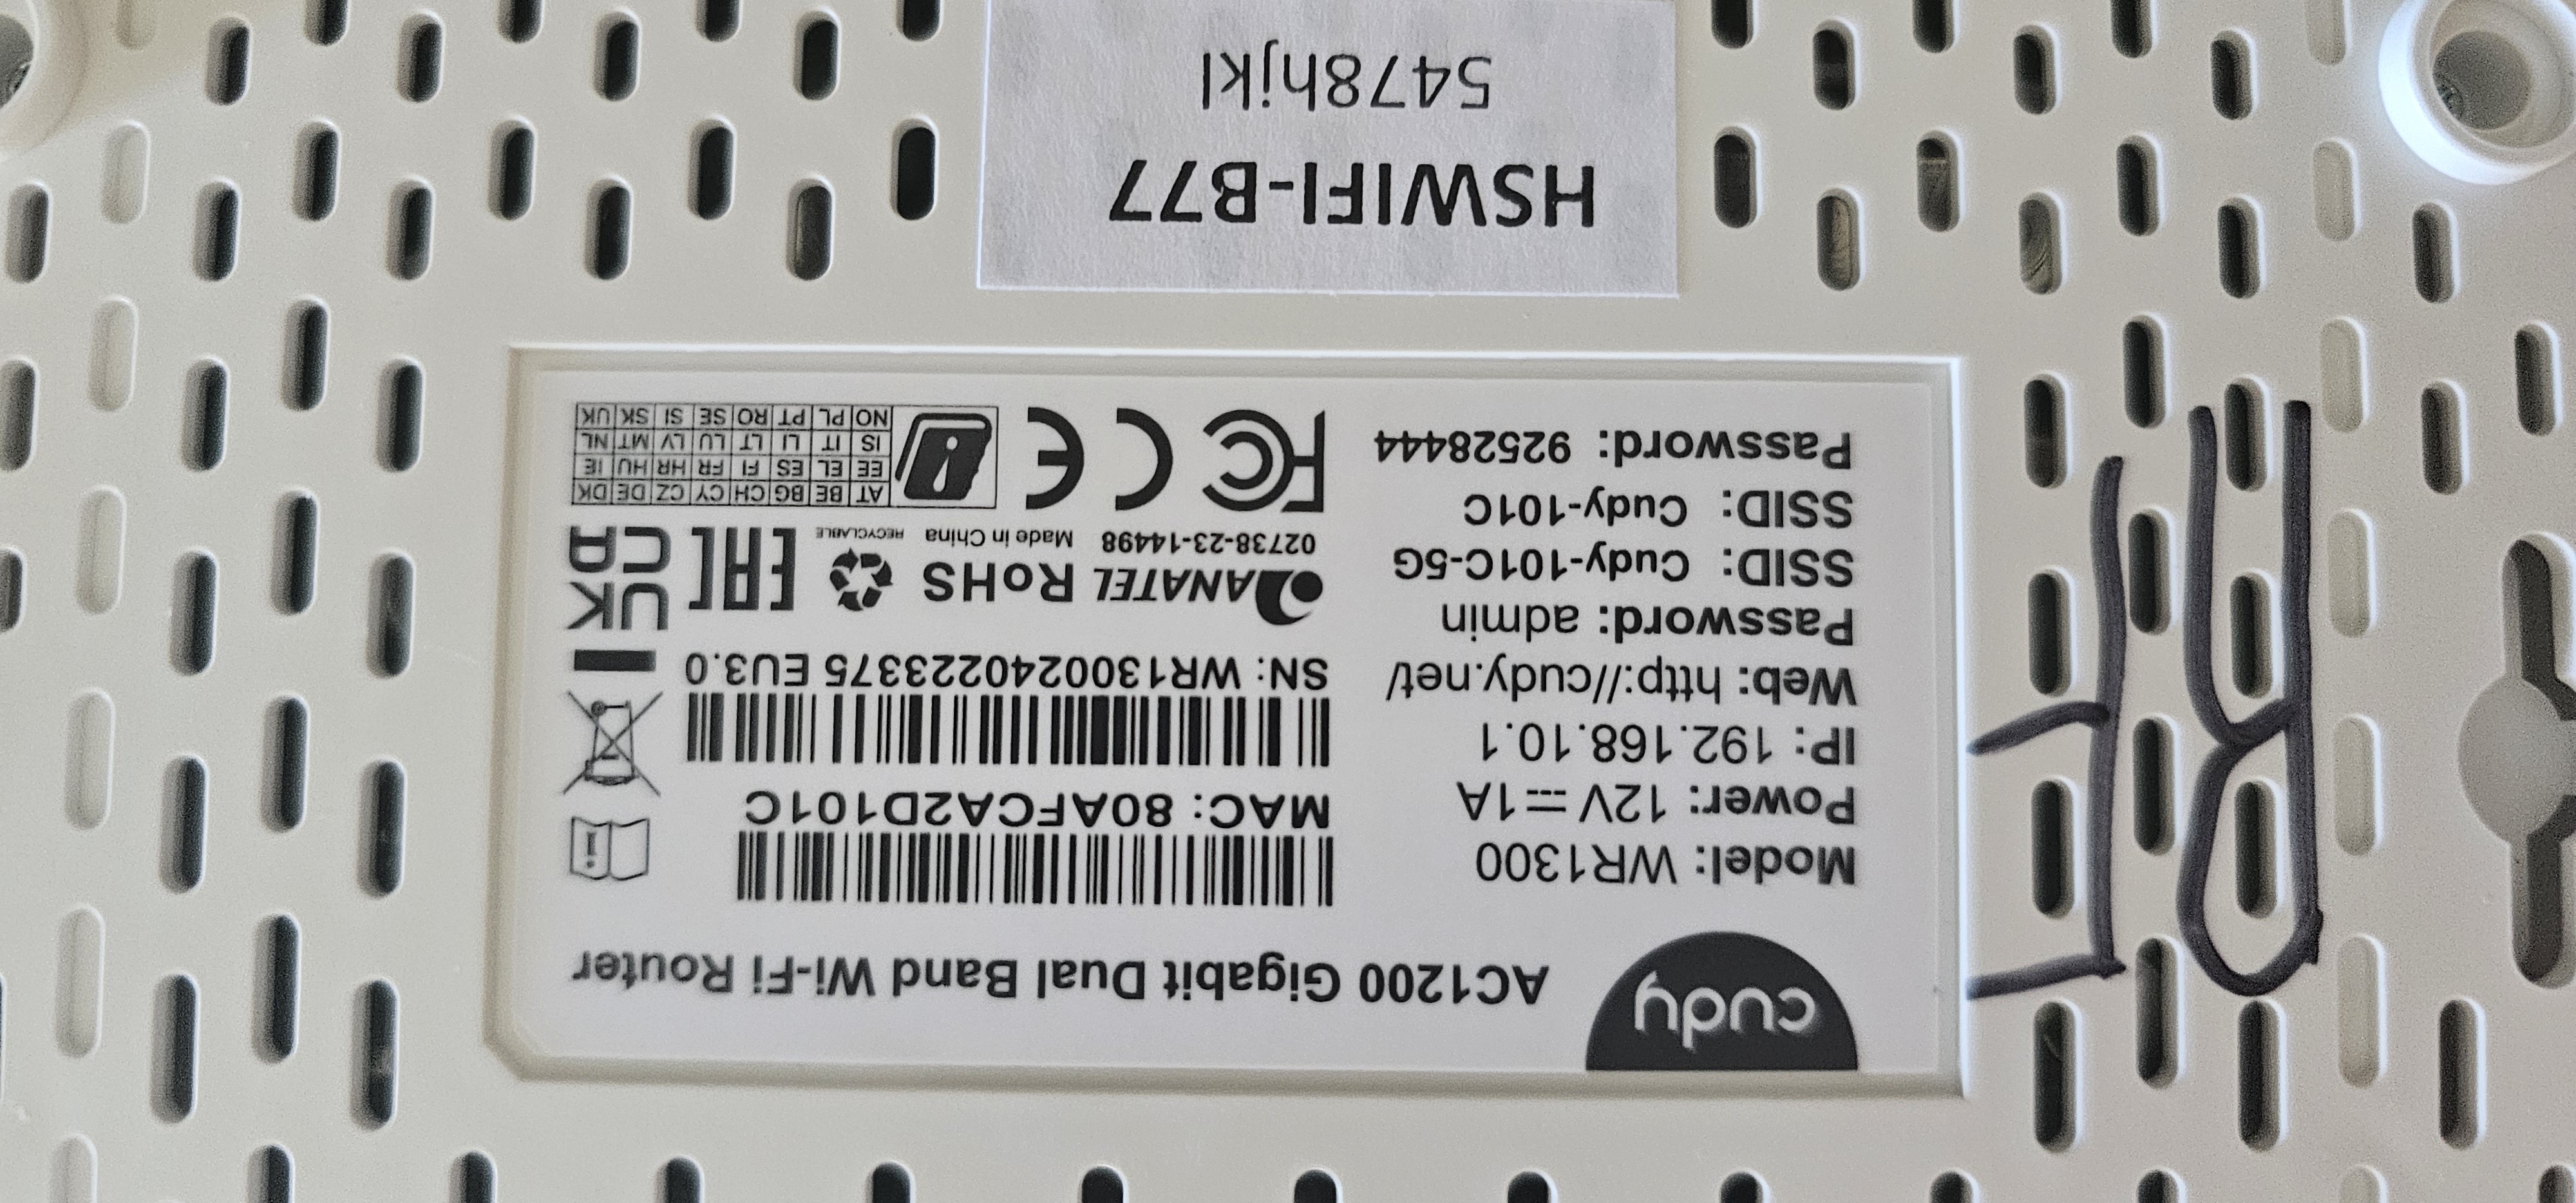 cudy
AC1200 Gigabit Dual Band Wi-Fi Router
Model: WR1300
Power: 12V ⎓ 1A
IP: 192.168.10.1
Web: http://cudy.net/
Password: admin
SSID: Cudy-101C-5G
SSID: Cudy-101C
Password: 92528444
MAC: 80AFCA2D101C
SN: WR1300240223375 EU3.0
ANATEL RoHS
RECYCLABLE
EAC
UK
CA
02738-23-14498 Made in China
FC CE
AT BE BG CH CY CZ DE DK
EE EL ES FI FR HR HU IE
IS IT LI LT LU LV MT NL
NO PL PT RO SE SI SK UK
HSWIFI-B77
5478hjkl